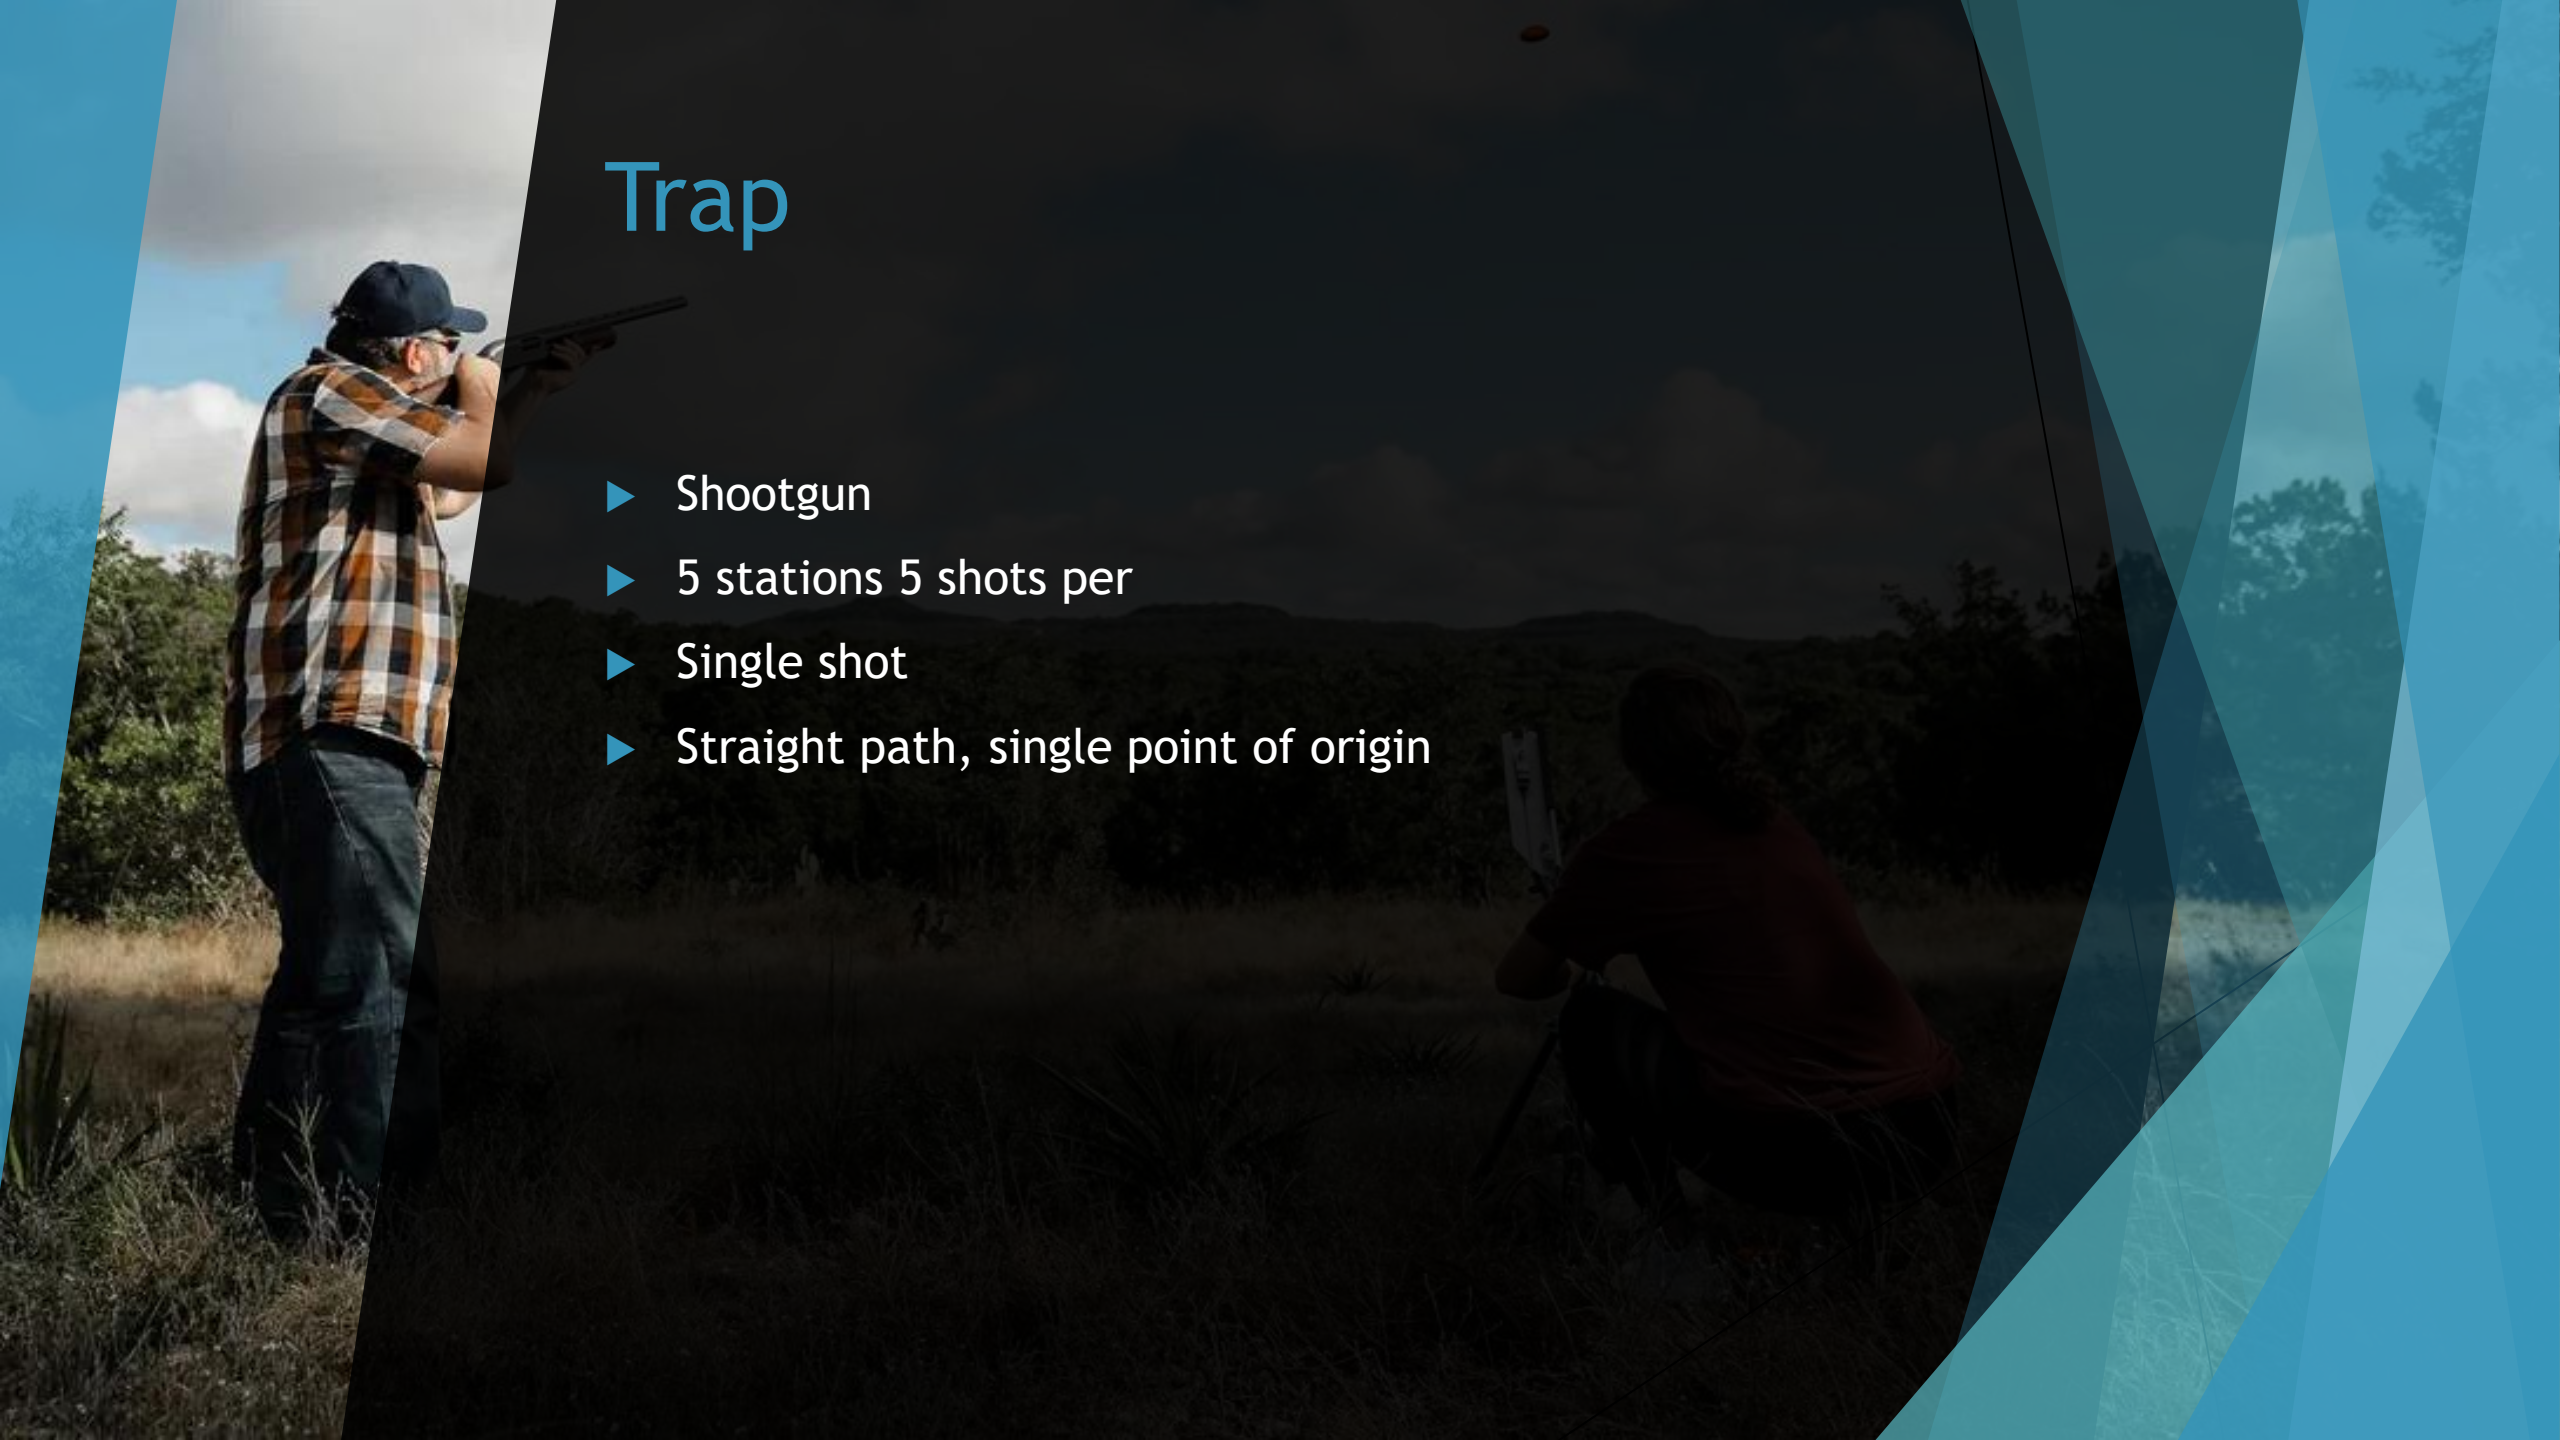 Trap
Shootgun
5 stations 5 shots per
Single shot
Straight path, single point of origin